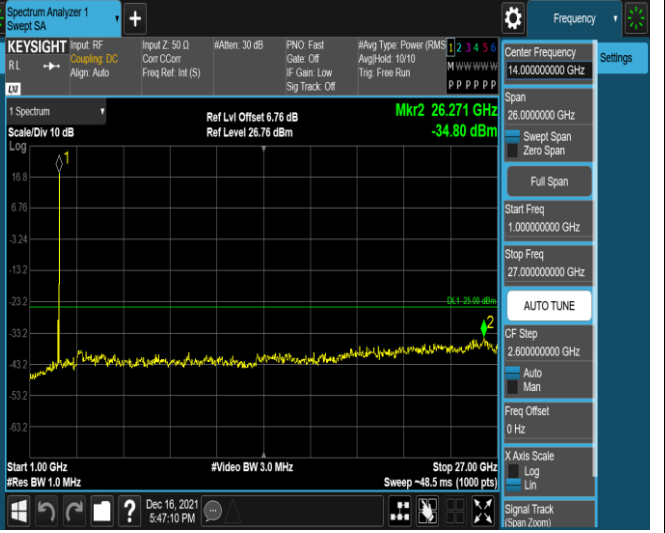 Spectrum Analyzer 1
Swept SA
Frequency
KEYSIGHT
RL
Input: RF
Coupling: DC
Align: Auto
Input Z: 50 Ω
Corr CCorr
Freq Ref: Int (S)
#Atten: 30 dB
PNO: Fast
Gate: Off
IF Gain: Low
Sig Track: Off
#Avg Type: Power (RMS
Avg|Hold: 10/10
Trig: Free Run
1 2 3 4 5 6
M W W W W W
P P P P P P
LXI
1 Spectrum
Scale/Div 10 dB
Log
Ref Lvl Offset 6.76 dB
Ref Level 26.76 dBm
Mkr2 26.271 GHz
-34.80 dBm
1
16.8
6.76
-3.24
-13.2
-23.2
DL1 -25.00 dBm
2
-33.2
-43.2
-53.2
-63.2
Start 1.00 GHz
#Res BW 1.0 MHz
#Video BW 3.0 MHz
Stop 27.00 GHz
Sweep ~48.5 ms (1000 pts)
Dec 16, 2021
5:47:10 PM
Settings
Center Frequency
14.000000000 GHz
Span
26.0000000 GHz
Swept Span
Zero Span
Full Span
Start Freq
1.000000000 GHz
Stop Freq
27.000000000 GHz
AUTO TUNE
CF Step
2.600000000 GHz
Auto
Man
Freq Offset
0 Hz
X Axis Scale
Log
Lin
Signal Track
(Span Zoom)